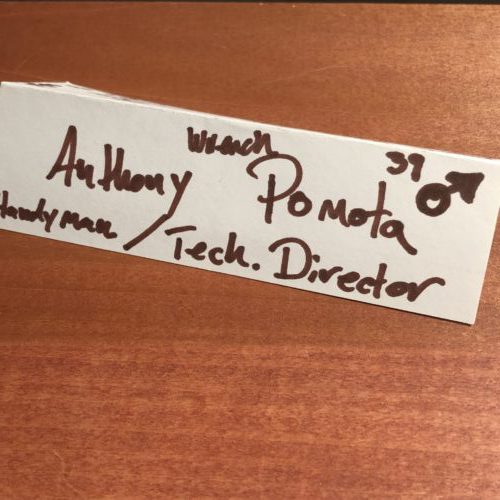 Wrench
Anthony Pomota 39 ♂
Handyman / Tech. Director